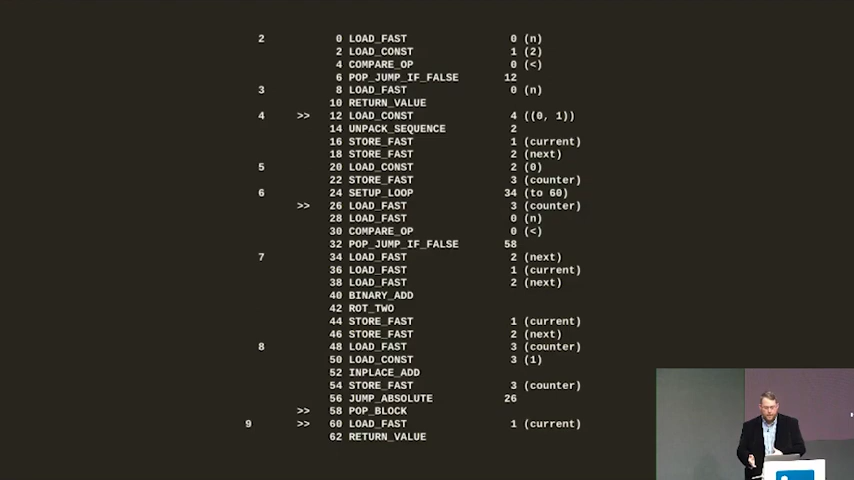 2 0 LOAD_FAST 0 (n)
2 LOAD_CONST 1 (2)
4 COMPARE_OP 0 (<)
6 POP_JUMP_IF_FALSE 12
3 8 LOAD_FAST 0 (n)
10 RETURN_VALUE
4 >> 12 LOAD_CONST 4 ((0, 1))
14 UNPACK_SEQUENCE 2
16 STORE_FAST 1 (current)
18 STORE_FAST 2 (next)
5 20 LOAD_CONST 2 (0)
22 STORE_FAST 3 (counter)
6 24 SETUP_LOOP 34 (to 60)
>> 26 LOAD_FAST 3 (counter)
28 LOAD_FAST 0 (n)
30 COMPARE_OP 0 (<)
32 POP_JUMP_IF_FALSE 58
7 34 LOAD_FAST 2 (next)
36 LOAD_FAST 1 (current)
38 LOAD_FAST 2 (next)
40 BINARY_ADD
42 ROT_TWO
44 STORE_FAST 1 (current)
46 STORE_FAST 2 (next)
8 48 LOAD_FAST 3 (counter)
50 LOAD_CONST 3 (1)
52 INPLACE_ADD
54 STORE_FAST 3 (counter)
56 JUMP_ABSOLUTE 26
>> 58 POP_BLOCK
9 >> 60 LOAD_FAST 1 (current)
62 RETURN_VALUE